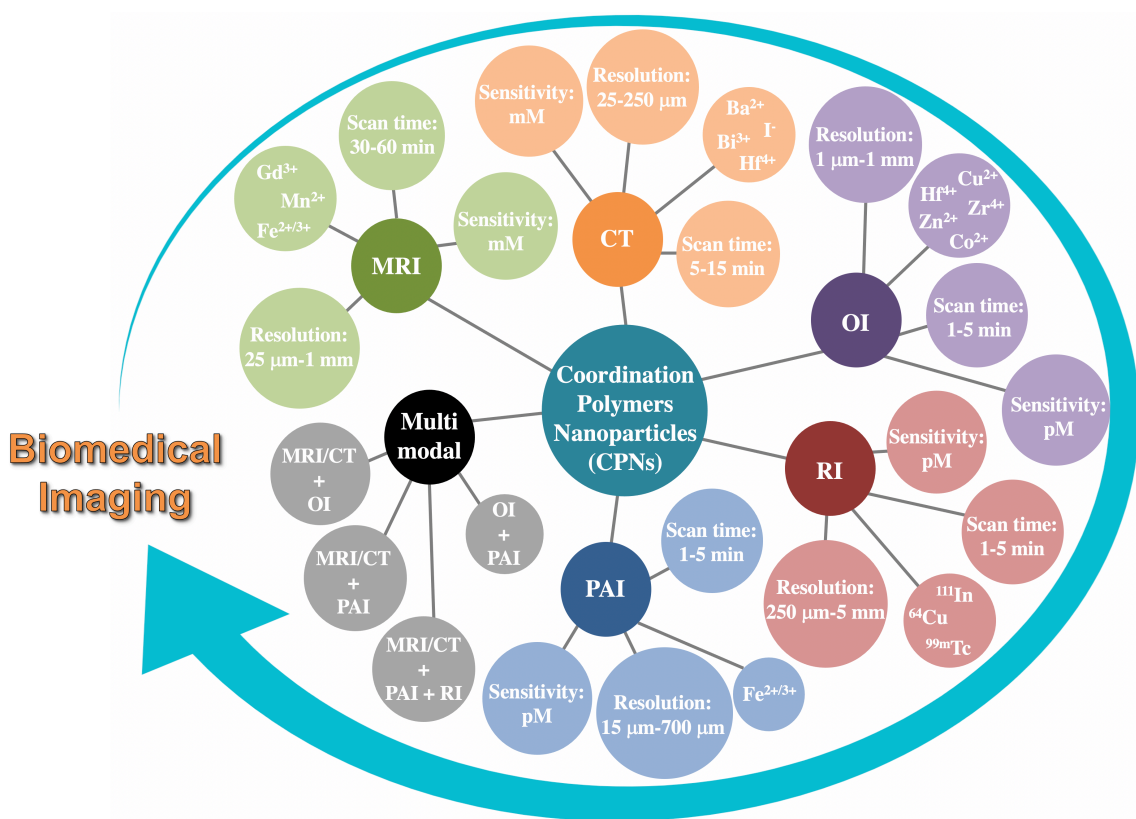 Biomedical
Imaging
Coordination
Polymers
Nanoparticles
(CPNs)
MRI
Scan time:
30-60 min
Gd³⁺
Mn²⁺
Fe²⁺/³⁺
Sensitivity:
mM
Resolution:
25 μm-1 mm
CT
Sensitivity:
mM
Resolution:
25-250 μm
Ba²⁺
I⁻
Bi³⁺
Hf⁴⁺
Scan time:
5-15 min
OI
Resolution:
1 μm-1 mm
Cu²⁺
Hf⁴⁺
Zr⁴⁺
Zn²⁺
Co²⁺
Scan time:
1-5 min
Sensitivity:
pM
RI
Sensitivity:
pM
Scan time:
1-5 min
¹¹¹In
⁶⁴Cu
⁹⁹ᵐTc
Resolution:
250 μm-5 mm
PAI
Scan time:
1-5 min
Fe²⁺/³⁺
Resolution:
15 μm-700 μm
Sensitivity:
pM
Multi
modal
MRI/CT
+
OI
MRI/CT
+
PAI
MRI/CT
+
PAI + RI
OI
+
PAI